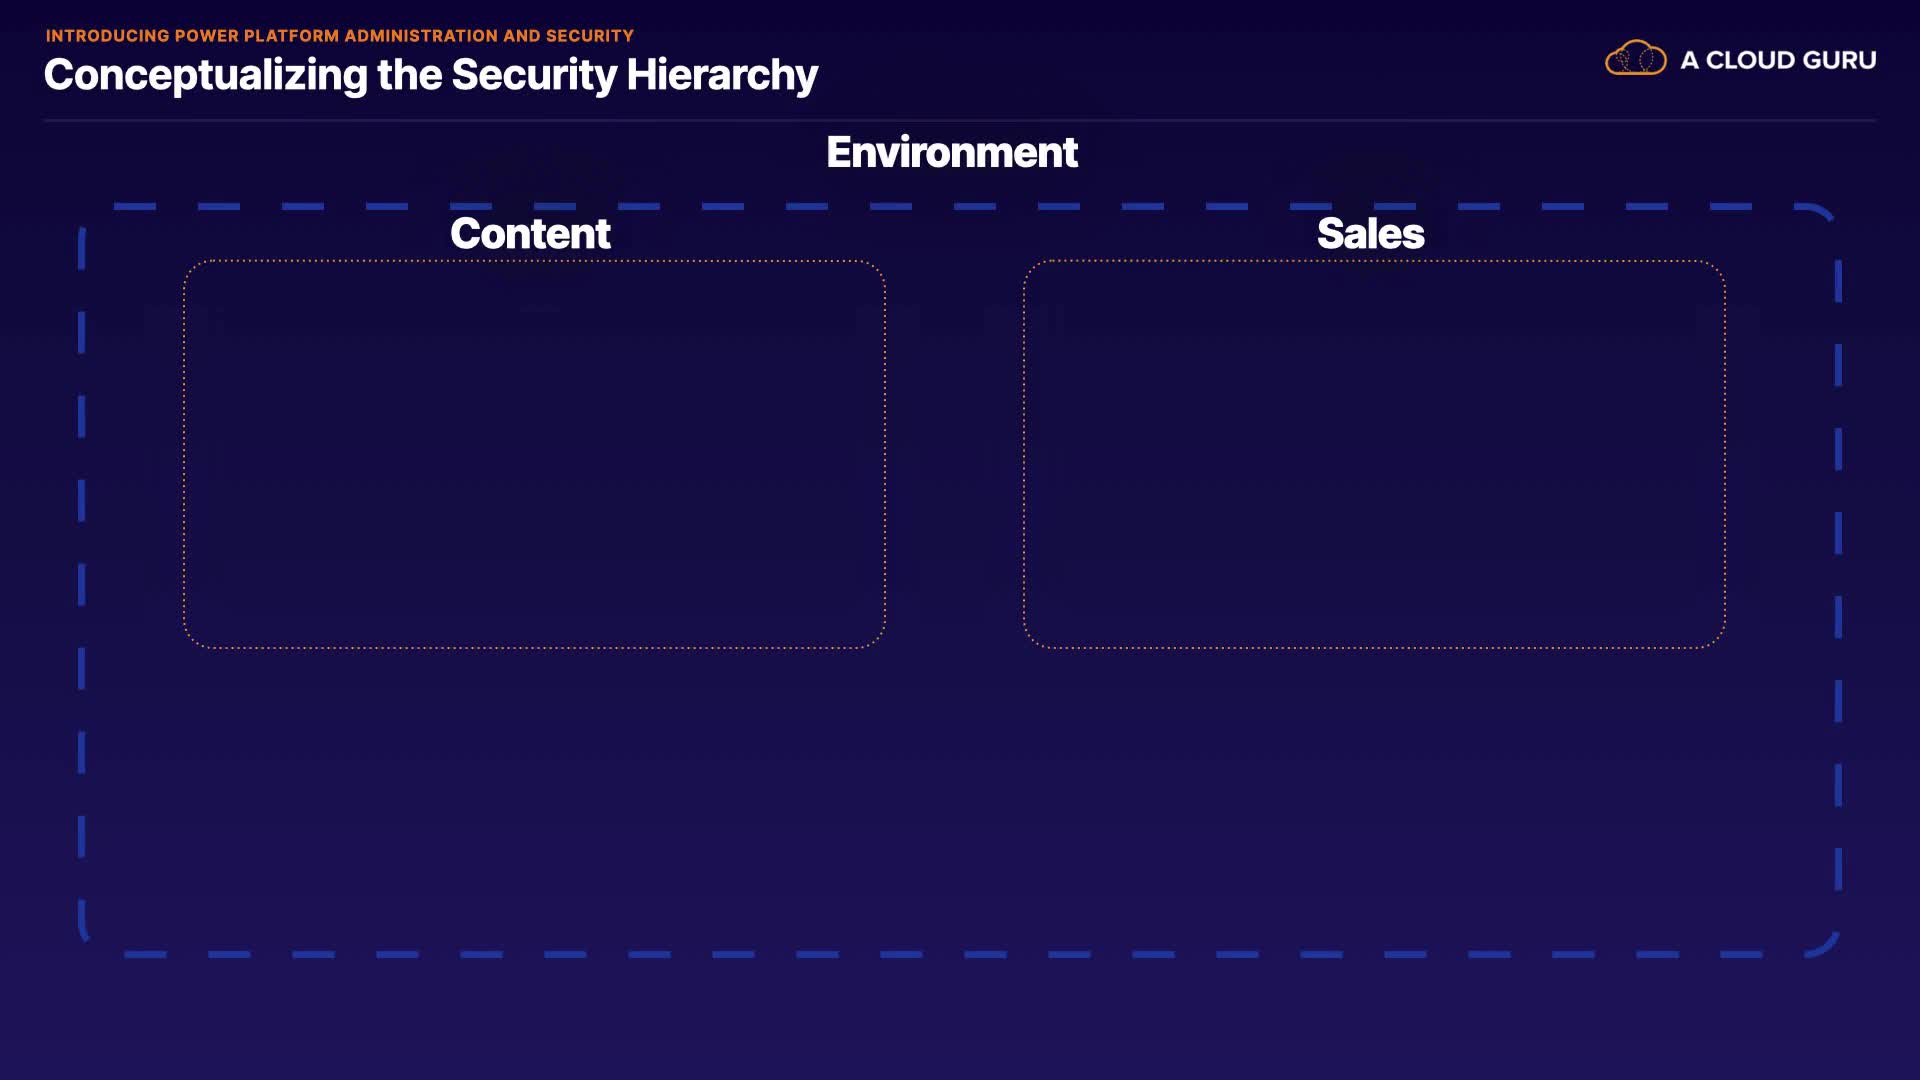 INTRODUCING POWER PLATFORM ADMINISTRATION AND SECURITY
Conceptualizing the Security Hierarchy
A CLOUD GURU
Environment
Content
Sales